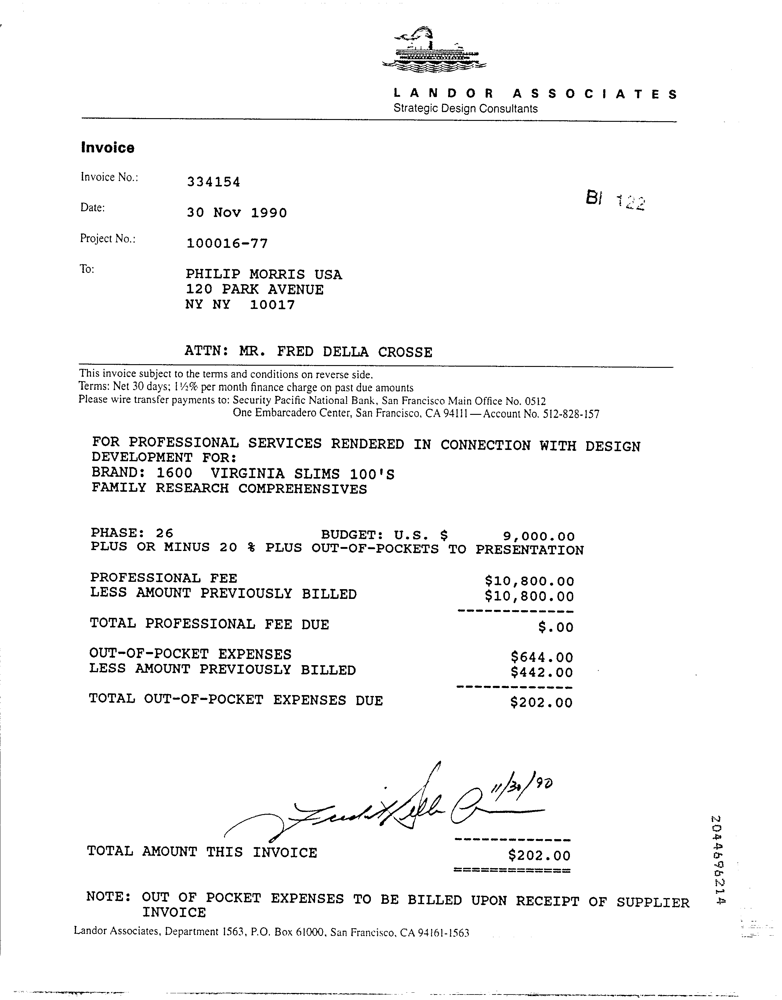 LANDOR ASSOCIATES
Strategic Design Consultants
Invoice
Invoice No.: 334154
BI 122
Date: 30 Nov 1990
Project No.: 100016-77
To: PHILIP MORRIS USA
120 PARK AVENUE
NY NY 10017
ATTN: MR. FRED DELLA CROSSE
This invoice subject to the terms and conditions on reverse side.
Terms: Net 30 days; 1½% per month finance charge on past due amounts
Please wire transfer payments to: Security Pacific National Bank, San Francisco Main Office No. 0512
One Embarcadero Center, San Francisco, CA 94111 — Account No. 512-828-157
FOR PROFESSIONAL SERVICES RENDERED IN CONNECTION WITH DESIGN
DEVELOPMENT FOR:
BRAND: 1600 VIRGINIA SLIMS 100'S
FAMILY RESEARCH COMPREHENSIVES
PHASE: 26 BUDGET: U.S. $ 9,000.00
PLUS OR MINUS 20 % PLUS OUT-OF-POCKETS TO PRESENTATION
PROFESSIONAL FEE $10,800.00
LESS AMOUNT PREVIOUSLY BILLED $10,800.00
TOTAL PROFESSIONAL FEE DUE $.00
OUT-OF-POCKET EXPENSES $644.00
LESS AMOUNT PREVIOUSLY BILLED $442.00
TOTAL OUT-OF-POCKET EXPENSES DUE $202.00
11/30/90
TOTAL AMOUNT THIS INVOICE $202.00
NOTE: OUT OF POCKET EXPENSES TO BE BILLED UPON RECEIPT OF SUPPLIER
INVOICE
Landor Associates, Department 1563, P.O. Box 61000, San Francisco, CA 94161-1563
2044696214